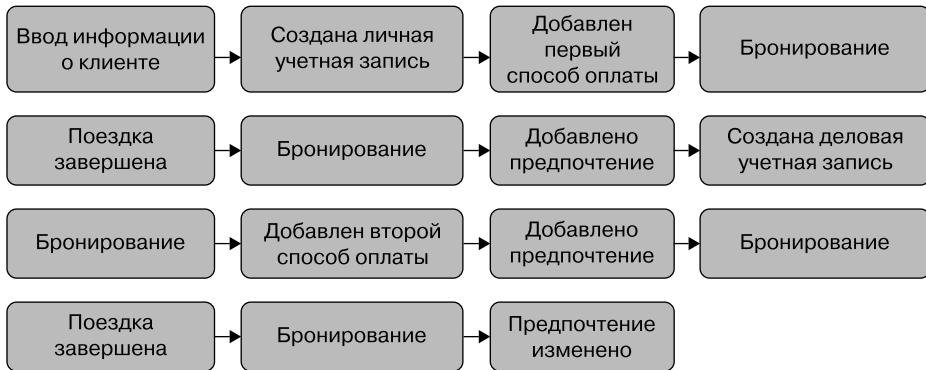 Ввод информации
о клиенте
Создана личная
учетная запись
Добавлен
первый
способ оплаты
Бронирование
Поездка
завершена
Бронирование
Добавлено
предпочтение
Создана деловая
учетная запись
Бронирование
Добавлен второй
способ оплаты
Добавлено
предпочтение
Бронирование
Поездка
завершена
Бронирование
Предпочтение
изменено